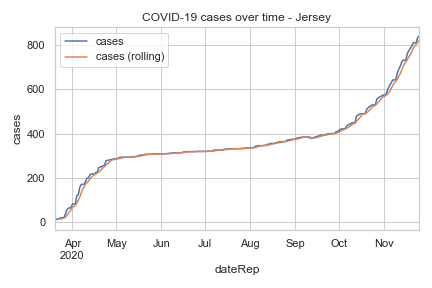 COVID-19 cases over time - Jersey
cases
cases (rolling)
800
600
400
200
0
cases
Apr May Jun Jul Aug Sep Oct Nov
2020
dateRep